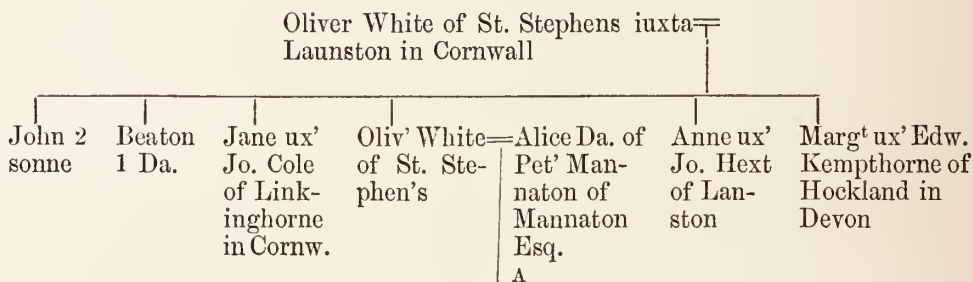 Oliver White of St. Stephens iuxta
Launston in Cornwall
John 2
sonne
Beaton
1 Da.
Jane ux'
Jo. Cole
of Link-
inghorne
in Cornw.
Oliv' White
of St. Ste-
phen's
Alice Da. of
Pet' Man-
naton of
Mannaton
Esq.
A
Anne ux'
Jo. Hext
of Lan-
ston
Margᵗ ux' Edw.
Kempthorne of
Hockland in
Devon